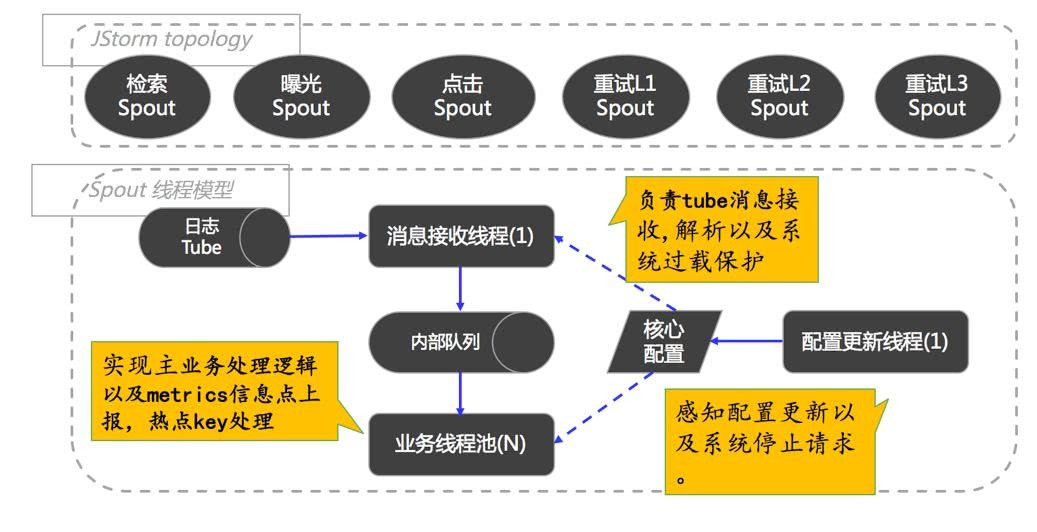 JStorm topology
检索
Spout
曝光
Spout
点击
Spout
重试L1
Spout
重试L2
Spout
重试L3
Spout
Spout 线程模型
日志
Tube
消息接收线程(1)
负责tube消息接
收,解析以及系
统过载保护
内部队列
核心
配置
配置更新线程(1)
实现主业务处理逻辑
以及metrics信息点上
报，热点key处理
业务线程池(N)
感知配置更新以
及系统停止请求
。